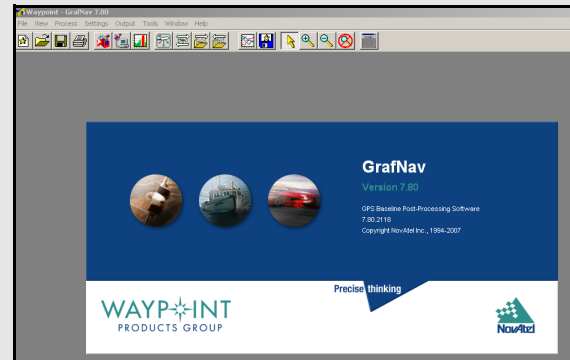 Waypoint - GrafNav 7.80
File View Process Settings Output Tools Window Help
GrafNav
Version 7.80
GPS Baseline Post-Processing Software
7.80.2118
Copyright NovAtel Inc., 1994-2007
Precise thinking
WAYPOINT
PRODUCTS GROUP
NovAtel